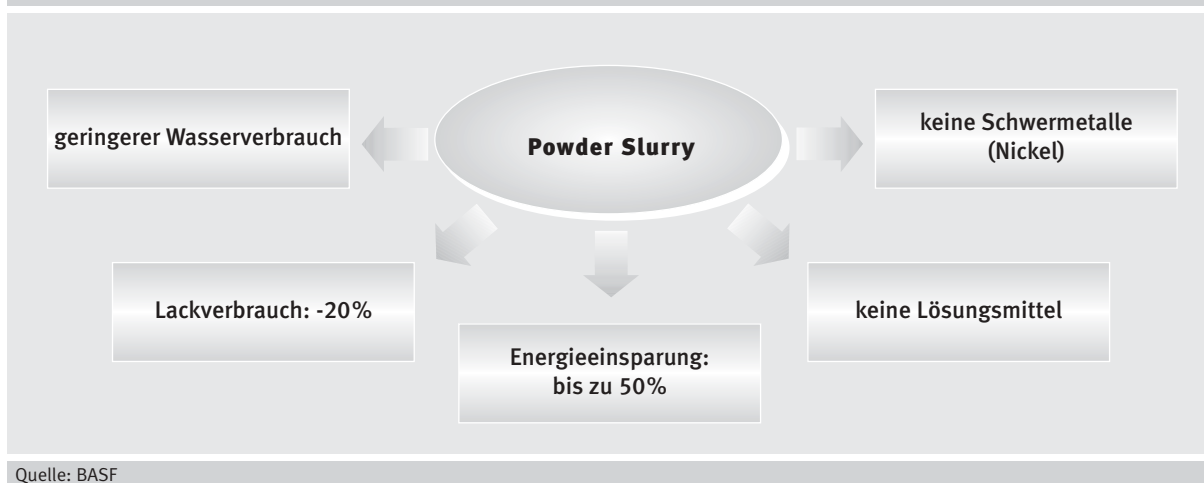 Powder Slurry
geringerer Wasserverbrauch
keine Schwermetalle
(Nickel)
Lackverbrauch: -20%
Energieeinsparung:
bis zu 50%
keine Lösungsmittel
Quelle: BASF